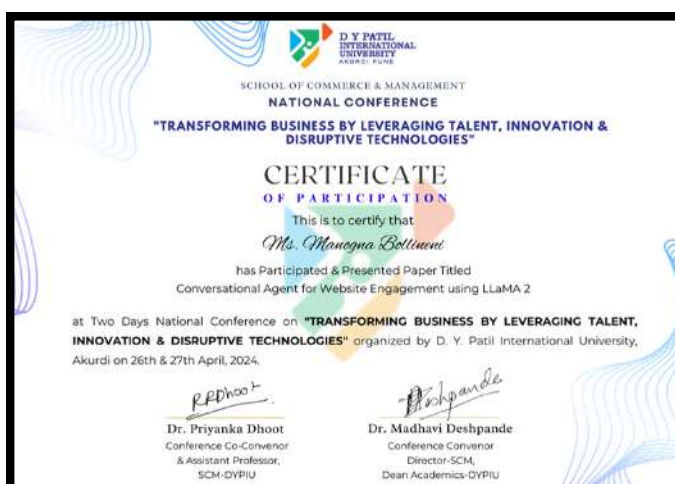 D Y PATIL
INTERNATIONAL
UNIVERSITY
AKURDI PUNE
SCHOOL OF COMMERCE & MANAGEMENT
NATIONAL CONFERENCE
"TRANSFORMING BUSINESS BY LEVERAGING TALENT, INNOVATION &
DISRUPTIVE TECHNOLOGIES"
CERTIFICATE
OF PARTICIPATION
This is to certify that
Ms. Manogna Bollineni
has Participated & Presented Paper Titled
Conversational Agent for Website Engagement using LLaMA 2
at Two Days National Conference on "TRANSFORMING BUSINESS BY LEVERAGING TALENT,
INNOVATION & DISRUPTIVE TECHNOLOGIES" organized by D. Y. Patil International University,
Akurdi on 26th & 27th April, 2024.
RRDhoot
Deshpande
Dr. Priyanka Dhoot
Conference Co-Convenor
& Assistant Professor,
SCM-DYPIU
Dr. Madhavi Deshpande
Conference Convenor
Director-SCM,
Dean Academics-DYPIU